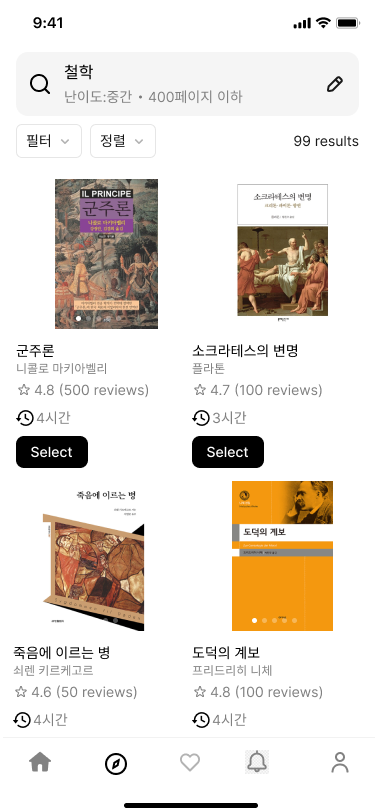 9:41
철학
난이도:중간 • 400페이지 이하
필터
정렬
99 results
IL PRINCIPE
군주론
니콜로 마키아벨리
소크라테스의 변명
크리톤·파이돈·향연
군주론
니콜로 마키아벨리
4.8 (500 reviews)
4시간
Select
소크라테스의 변명
플라톤
4.7 (100 reviews)
3시간
Select
죽음에 이르는 병
도덕의 계보
죽음에 이르는 병
쇠렌 키르케고르
4.6 (50 reviews)
4시간
도덕의 계보
프리드리히 니체
4.8 (100 reviews)
4시간